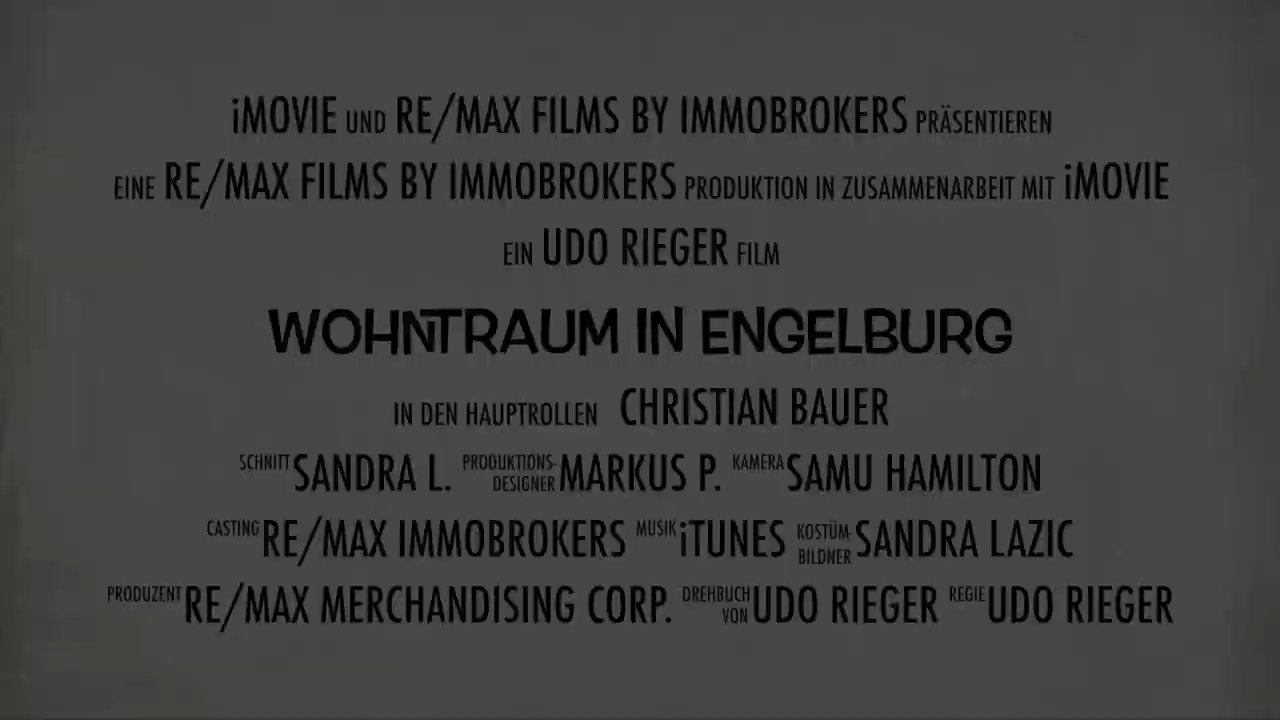 iMOVIE UND RE/MAX FILMS BY IMMOBROKERS PRÄSENTIEREN
EINE RE/MAX FILMS BY IMMOBROKERS PRODUKTION IN ZUSAMMENARBEIT MIT iMOVIE
EIN UDO RIEGER FILM
WOHNTRAUM IN ENGELBURG
IN DEN HAUPTROLLEN CHRISTIAN BAUER
SCHNITT SANDRA L. PRODUKTIONS-DESIGNER MARKUS P. KAMERA SAMU HAMILTON
CASTING RE/MAX IMMOBROKERS MUSIK iTUNES KOSTÜM-BILDNER SANDRA LAZIC
PRODUZENT RE/MAX MERCHANDISING CORP. DREHBUCH VON UDO RIEGER REGIE UDO RIEGER